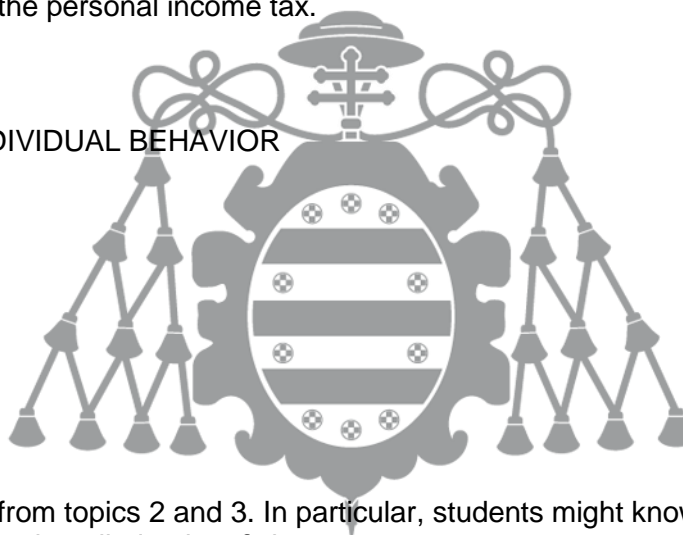 the personal income tax.
DIVIDUAL BEHAVIOR
from topics 2 and 3. In particular, students might know